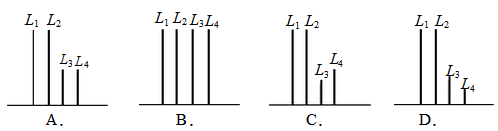 L₁ L₂ L₃ L₄
A.
L₁ L₂ L₃ L₄
B.
L₁ L₂ L₃ L₄
C.
L₁ L₂ L₃ L₄
D.